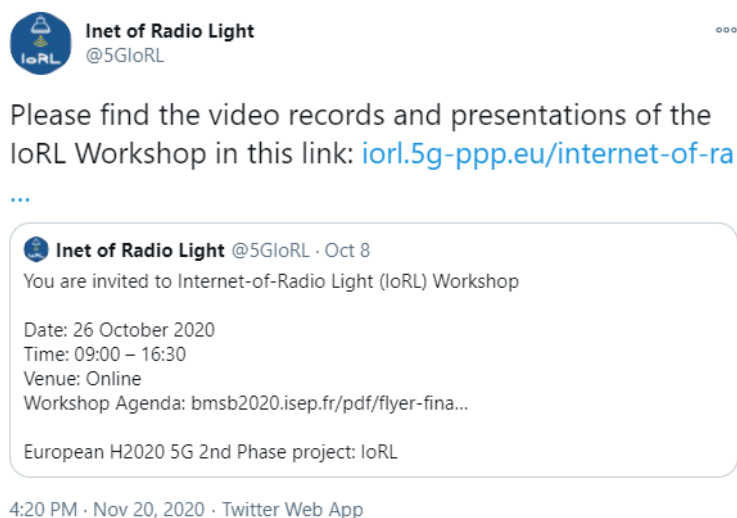 IoRL
Inet of Radio Light
@5GIoRL
Please find the video records and presentations of the
IoRL Workshop in this link: iorl.5g-ppp.eu/internet-of-ra
...
Inet of Radio Light @5GIoRL · Oct 8
You are invited to Internet-of-Radio Light (IoRL) Workshop
Date: 26 October 2020
Time: 09:00 – 16:30
Venue: Online
Workshop Agenda: bmsb2020.isep.fr/pdf/flyer-fina...
European H2020 5G 2nd Phase project: IoRL
4:20 PM · Nov 20, 2020 · Twitter Web App